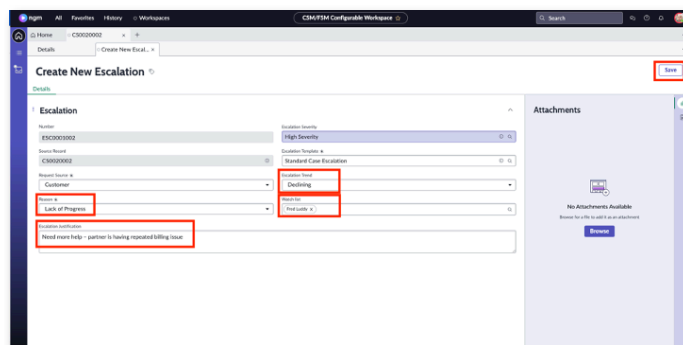 ngm All Favorites History Workspaces CSM/FSM Configurable Workspace Search
Home CS0020002 × +
Details Create New Escal... ×
Create New Escalation Save
Details
Escalation
Attachments
Number
ESC0001002
Escalation Severity
High Severity
Source Record
CS0020002
Escalation Template
Standard Case Escalation
Request Source
Customer
Escalation Trend
Declining
Reason
Lack of Progress
Watch list
Fred Luddy ×
Escalation Justification
Need more help – partner is having repeated billing issue
No Attachments Available
Browse for a file to add it as an attachment
Browse